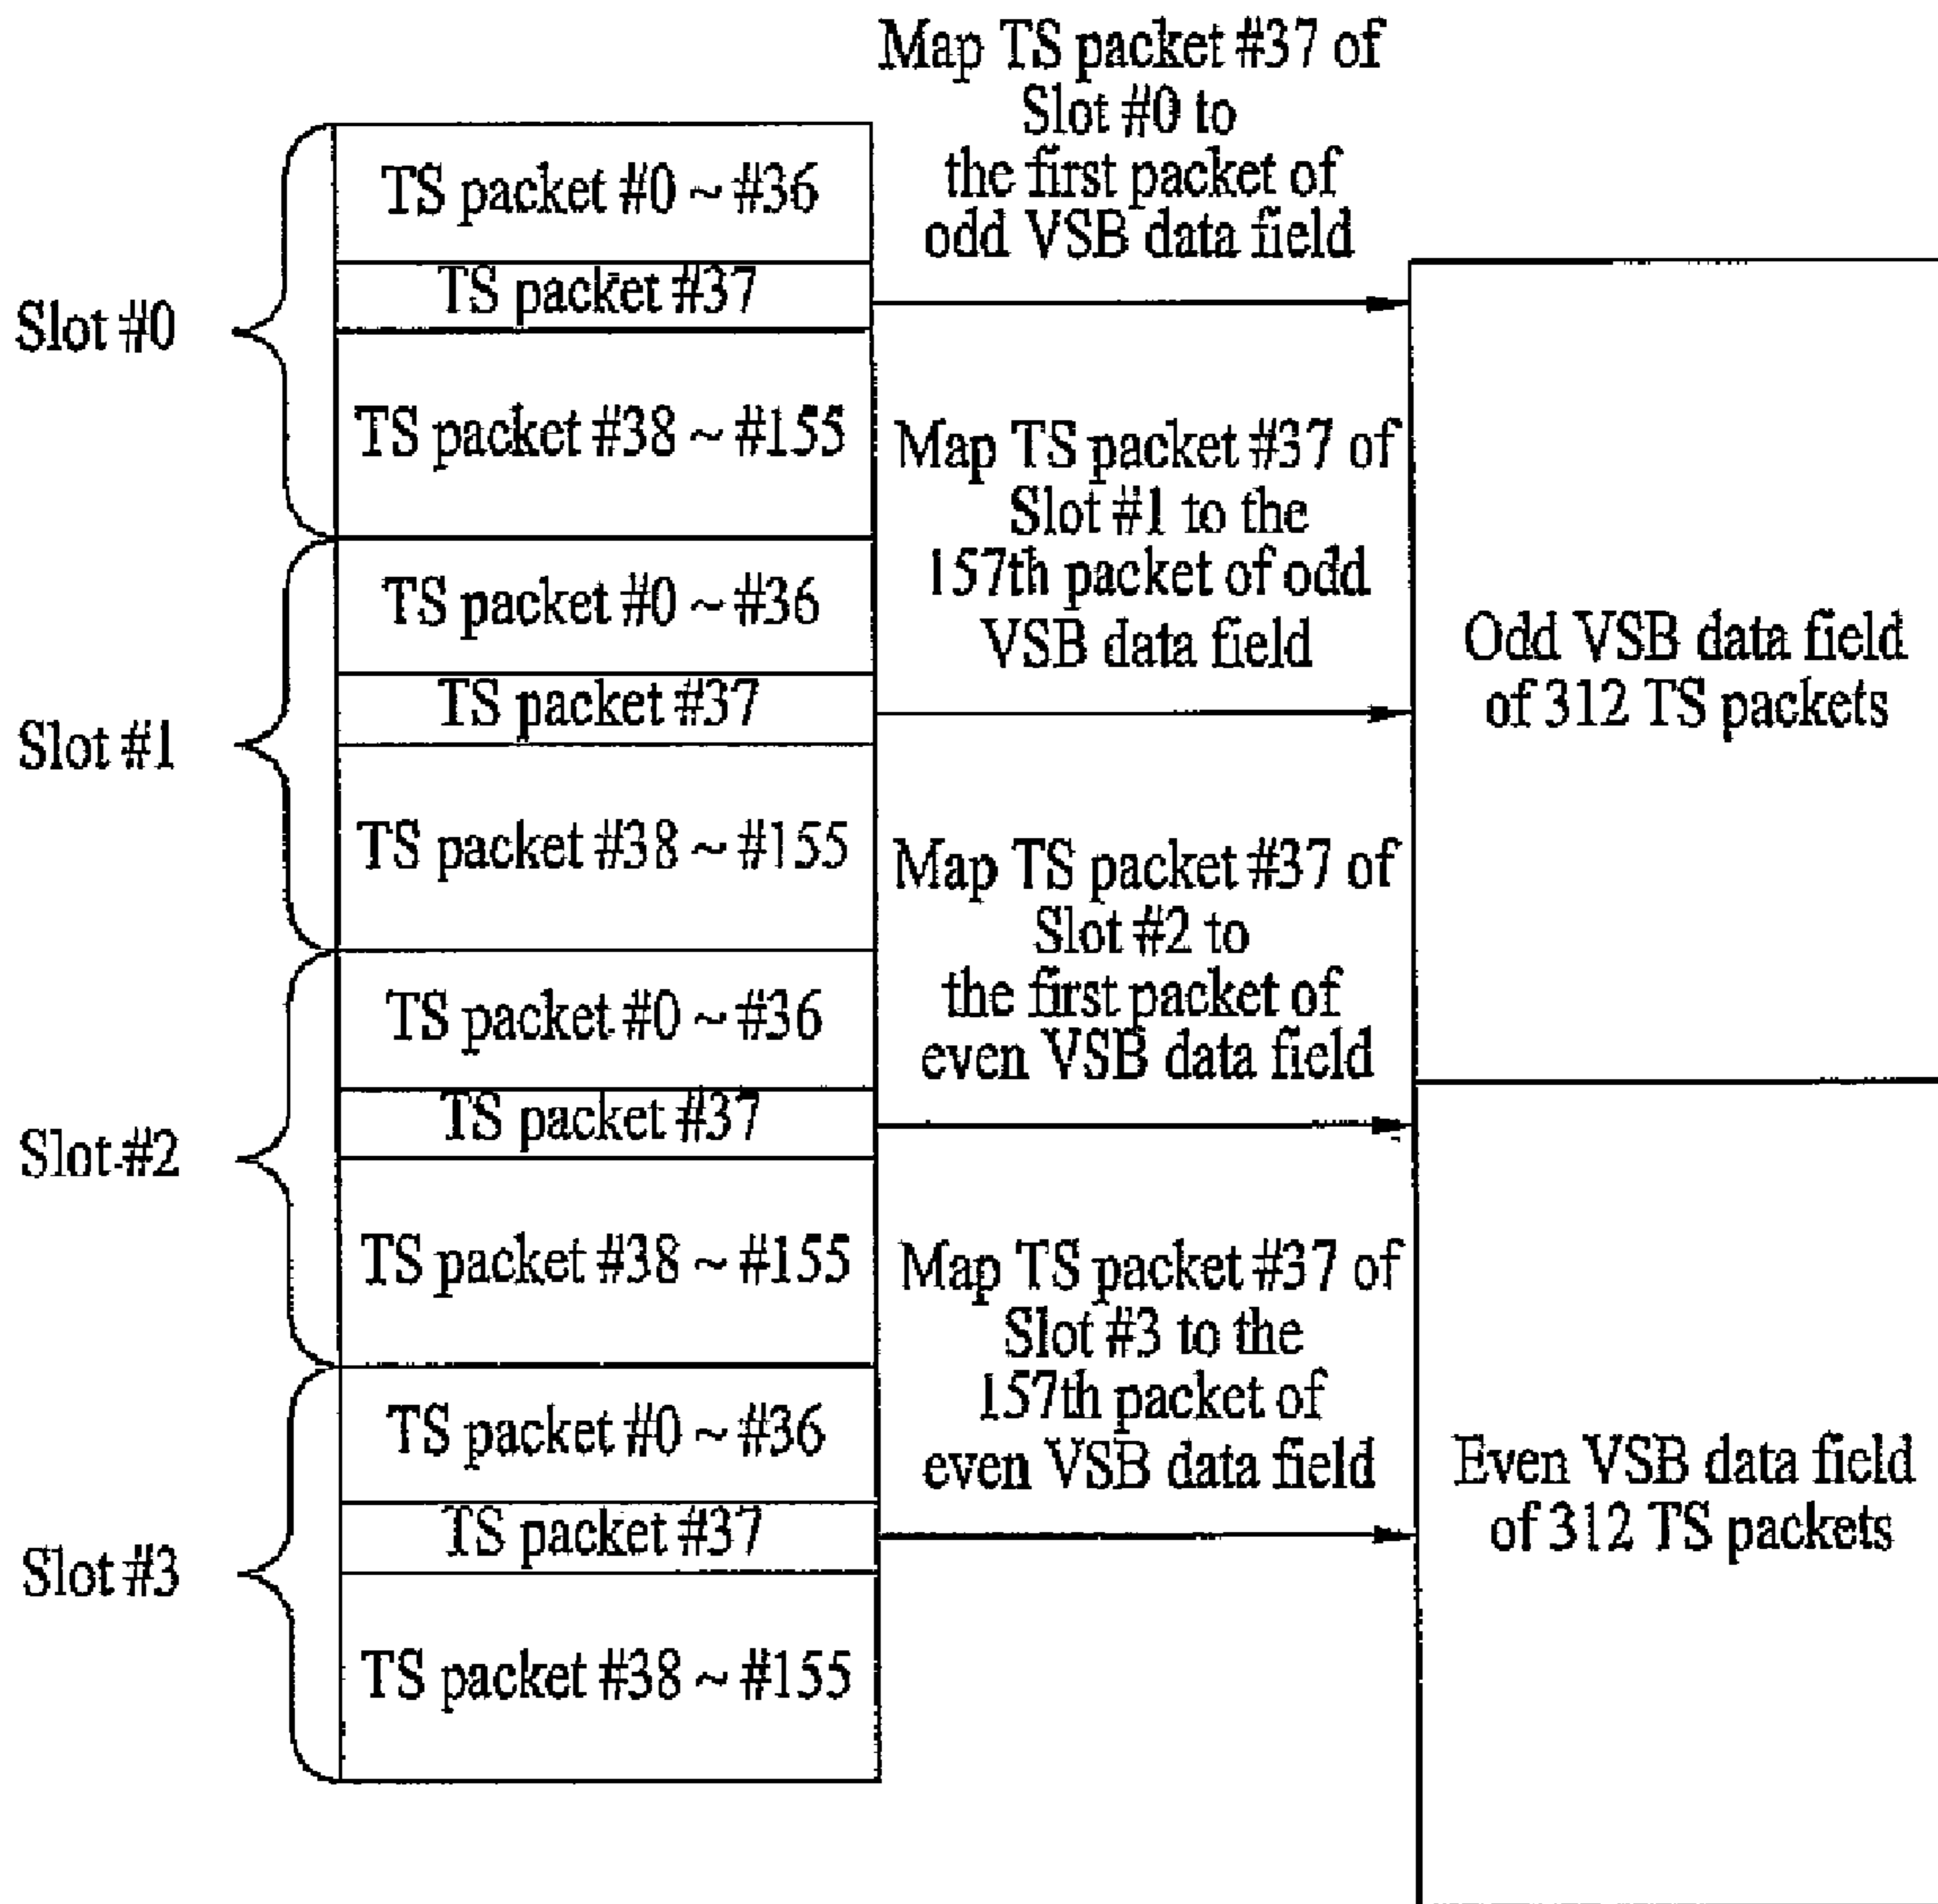 Map TS packet #37 of
Slot #0 to
the first packet of
odd VSB data field
Slot #0
TS packet #0 ~ #36
TS packet #37
TS packet #38 ~ #155
Map TS packet #37 of
Slot #1 to the
157th packet of odd
VSB data field
Slot #1
TS packet #0 ~ #36
TS packet #37
TS packet #38 ~ #155
Odd VSB data field
of 312 TS packets
Map TS packet #37 of
Slot #2 to
the first packet of
even VSB data field
Slot #2
TS packet #0 ~ #36
TS packet #37
TS packet #38 ~ #155
Map TS packet #37 of
Slot #3 to the
157th packet of
even VSB data field
Slot #3
TS packet #0 ~ #36
TS packet #37
TS packet #38 ~ #155
Even VSB data field
of 312 TS packets